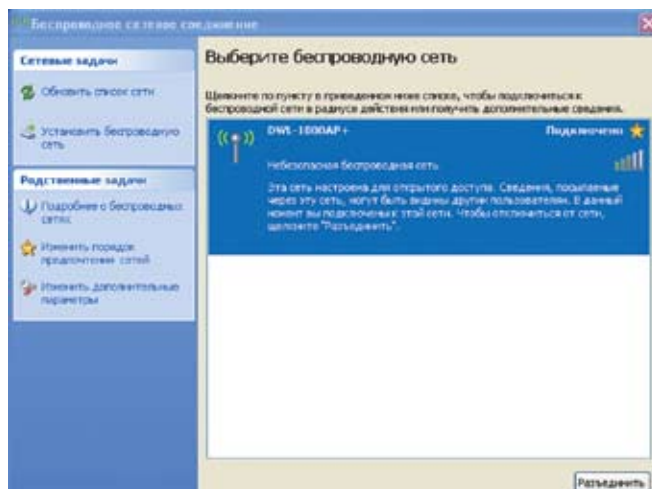 Беспроводное сетевое соединение
Сетевые задачи
Обновить список сети
Установить беспроводную
сеть
Родственные задачи
Подробнее о беспроводных
сетях
Изменить порядок
предпочтения сетей
Изменить дополнительные
параметры
Выберите беспроводную сеть
Щелкните по пункту в приведенном ниже списке, чтобы подключиться к
беспроводной сети в радиусе действия или получить дополнительные сведения.
DWL-1000AP+
Подключено
Небезопасная беспроводная сеть
Эта сеть настроена для открытого доступа. Сведения, посылаемые
через эту сеть, могут быть видны другим пользователям. В данный
момент вы подключены к этой сети. Чтобы отключиться от сети,
щелкните "Разъединить".
Разъединить